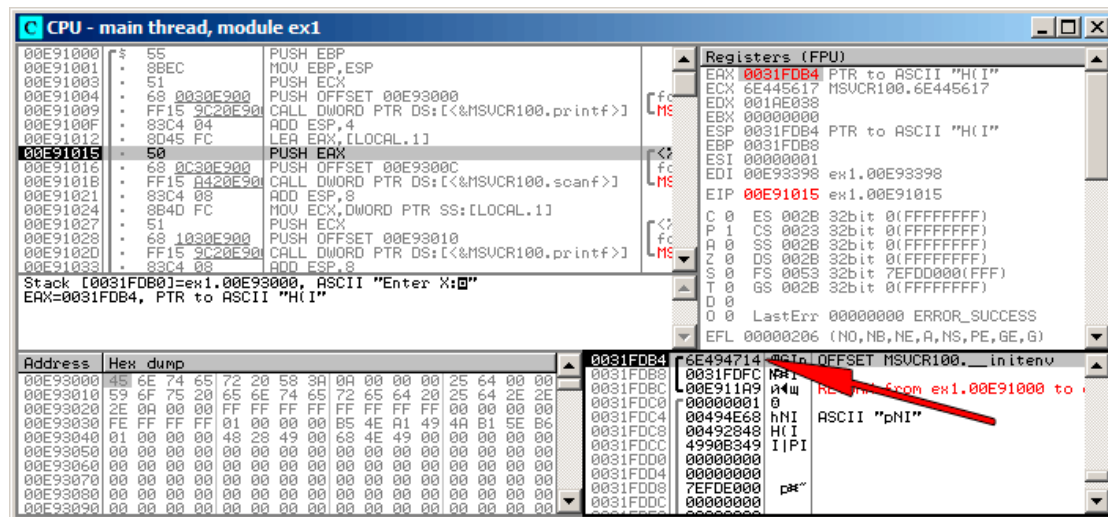 CPU - main thread, module ex1
00E91000 55 PUSH EBP
00E91001 8BEC MOV EBP,ESP
00E91003 51 PUSH ECX
00E91004 68 0030E900 PUSH OFFSET 00E93000
00E91009 FF15 9C20E90 CALL DWORD PTR DS:[<&MSVCR100.printf>]
00E9100F 83C4 04 ADD ESP,4
00E91012 8D45 FC LEA EAX,[LOCAL.1]
00E91015 50 PUSH EAX
00E91016 68 0C30E900 PUSH OFFSET 00E9300C
00E9101B FF15 A420E90 CALL DWORD PTR DS:[<&MSVCR100.scanf>]
00E91021 83C4 08 ADD ESP,8
00E91024 8B4D FC MOV ECX,DWORD PTR SS:[LOCAL.1]
00E91027 51 PUSH ECX
00E91028 68 1030E900 PUSH OFFSET 00E93010
00E9102D FF15 9C20E90 CALL DWORD PTR DS:[<&MSVCR100.printf>]
00E91033 83C4 08 ADD ESP,8
Stack [0031FDB0]=ex1.00E93000, ASCII "Enter X:"
EAX=0031FDB4, PTR to ASCII "H(I"
Registers (FPU)
EAX 0031FDB4 PTR to ASCII "H(I"
ECX 6E445617 MSVCR100.6E445617
EDX 001AE038
EBX 00000000
ESP 0031FDB4 PTR to ASCII "H(I"
EBP 0031FDB8
ESI 00000001
EDI 00E93398 ex1.00E93398
EIP 00E91015 ex1.00E91015
C 0 ES 002B 32bit 0(FFFFFFFF)
P 1 CS 0023 32bit 0(FFFFFFFF)
A 0 SS 002B 32bit 0(FFFFFFFF)
Z 0 DS 002B 32bit 0(FFFFFFFF)
S 0 FS 0053 32bit 7EFDD000(FFF)
T 0 GS 002B 32bit 0(FFFFFFFF)
D 0
O 0 LastErr 00000000 ERROR_SUCCESS
EFL 00000206 (NO,NB,NE,A,NS,PE,GE,G)
Address Hex dump
00E93000 45 6E 74 65 72 20 58 3A 0A 00 00 00 25 64 00 00
00E93010 59 6F 75 20 65 6E 74 65 72 65 64 20 25 64 2E 2E
00E93020 2E 0A 00 00 FF FF FF FF FF FF FF FF 00 00 00 00
00E93030 FE FF FF FF 01 00 00 00 B5 4E A1 49 4A B1 5E B6
00E93040 01 00 00 00 48 28 49 00 68 4E 49 00 00 00 00 00
00E93050 00 00 00 00 00 00 00 00 00 00 00 00 00 00 00 00
00E93060 00 00 00 00 00 00 00 00 00 00 00 00 00 00 00 00
00E93070 00 00 00 00 00 00 00 00 00 00 00 00 00 00 00 00
00E93080 00 00 00 00 00 00 00 00 00 00 00 00 00 00 00 00
00E93090 00 00 00 00 00 00 00 00 00 00 00 00 00 00 00 00
0031FDB4 6E494714 OFFSET MSVCR100.__initenv
0031FDB8 0031FDFC
0031FDBC 00E911A9 from ex1.00E91000 to
0031FDC0 00000001
0031FDC4 00494E68 hNI ASCII "pNI"
0031FDC8 00492848 H(I
0031FDCC 4990B349 I|PI
0031FDD0 00000000
0031FDD4 00000000
0031FDD8 7EFDE000
0031FDDC 00000000